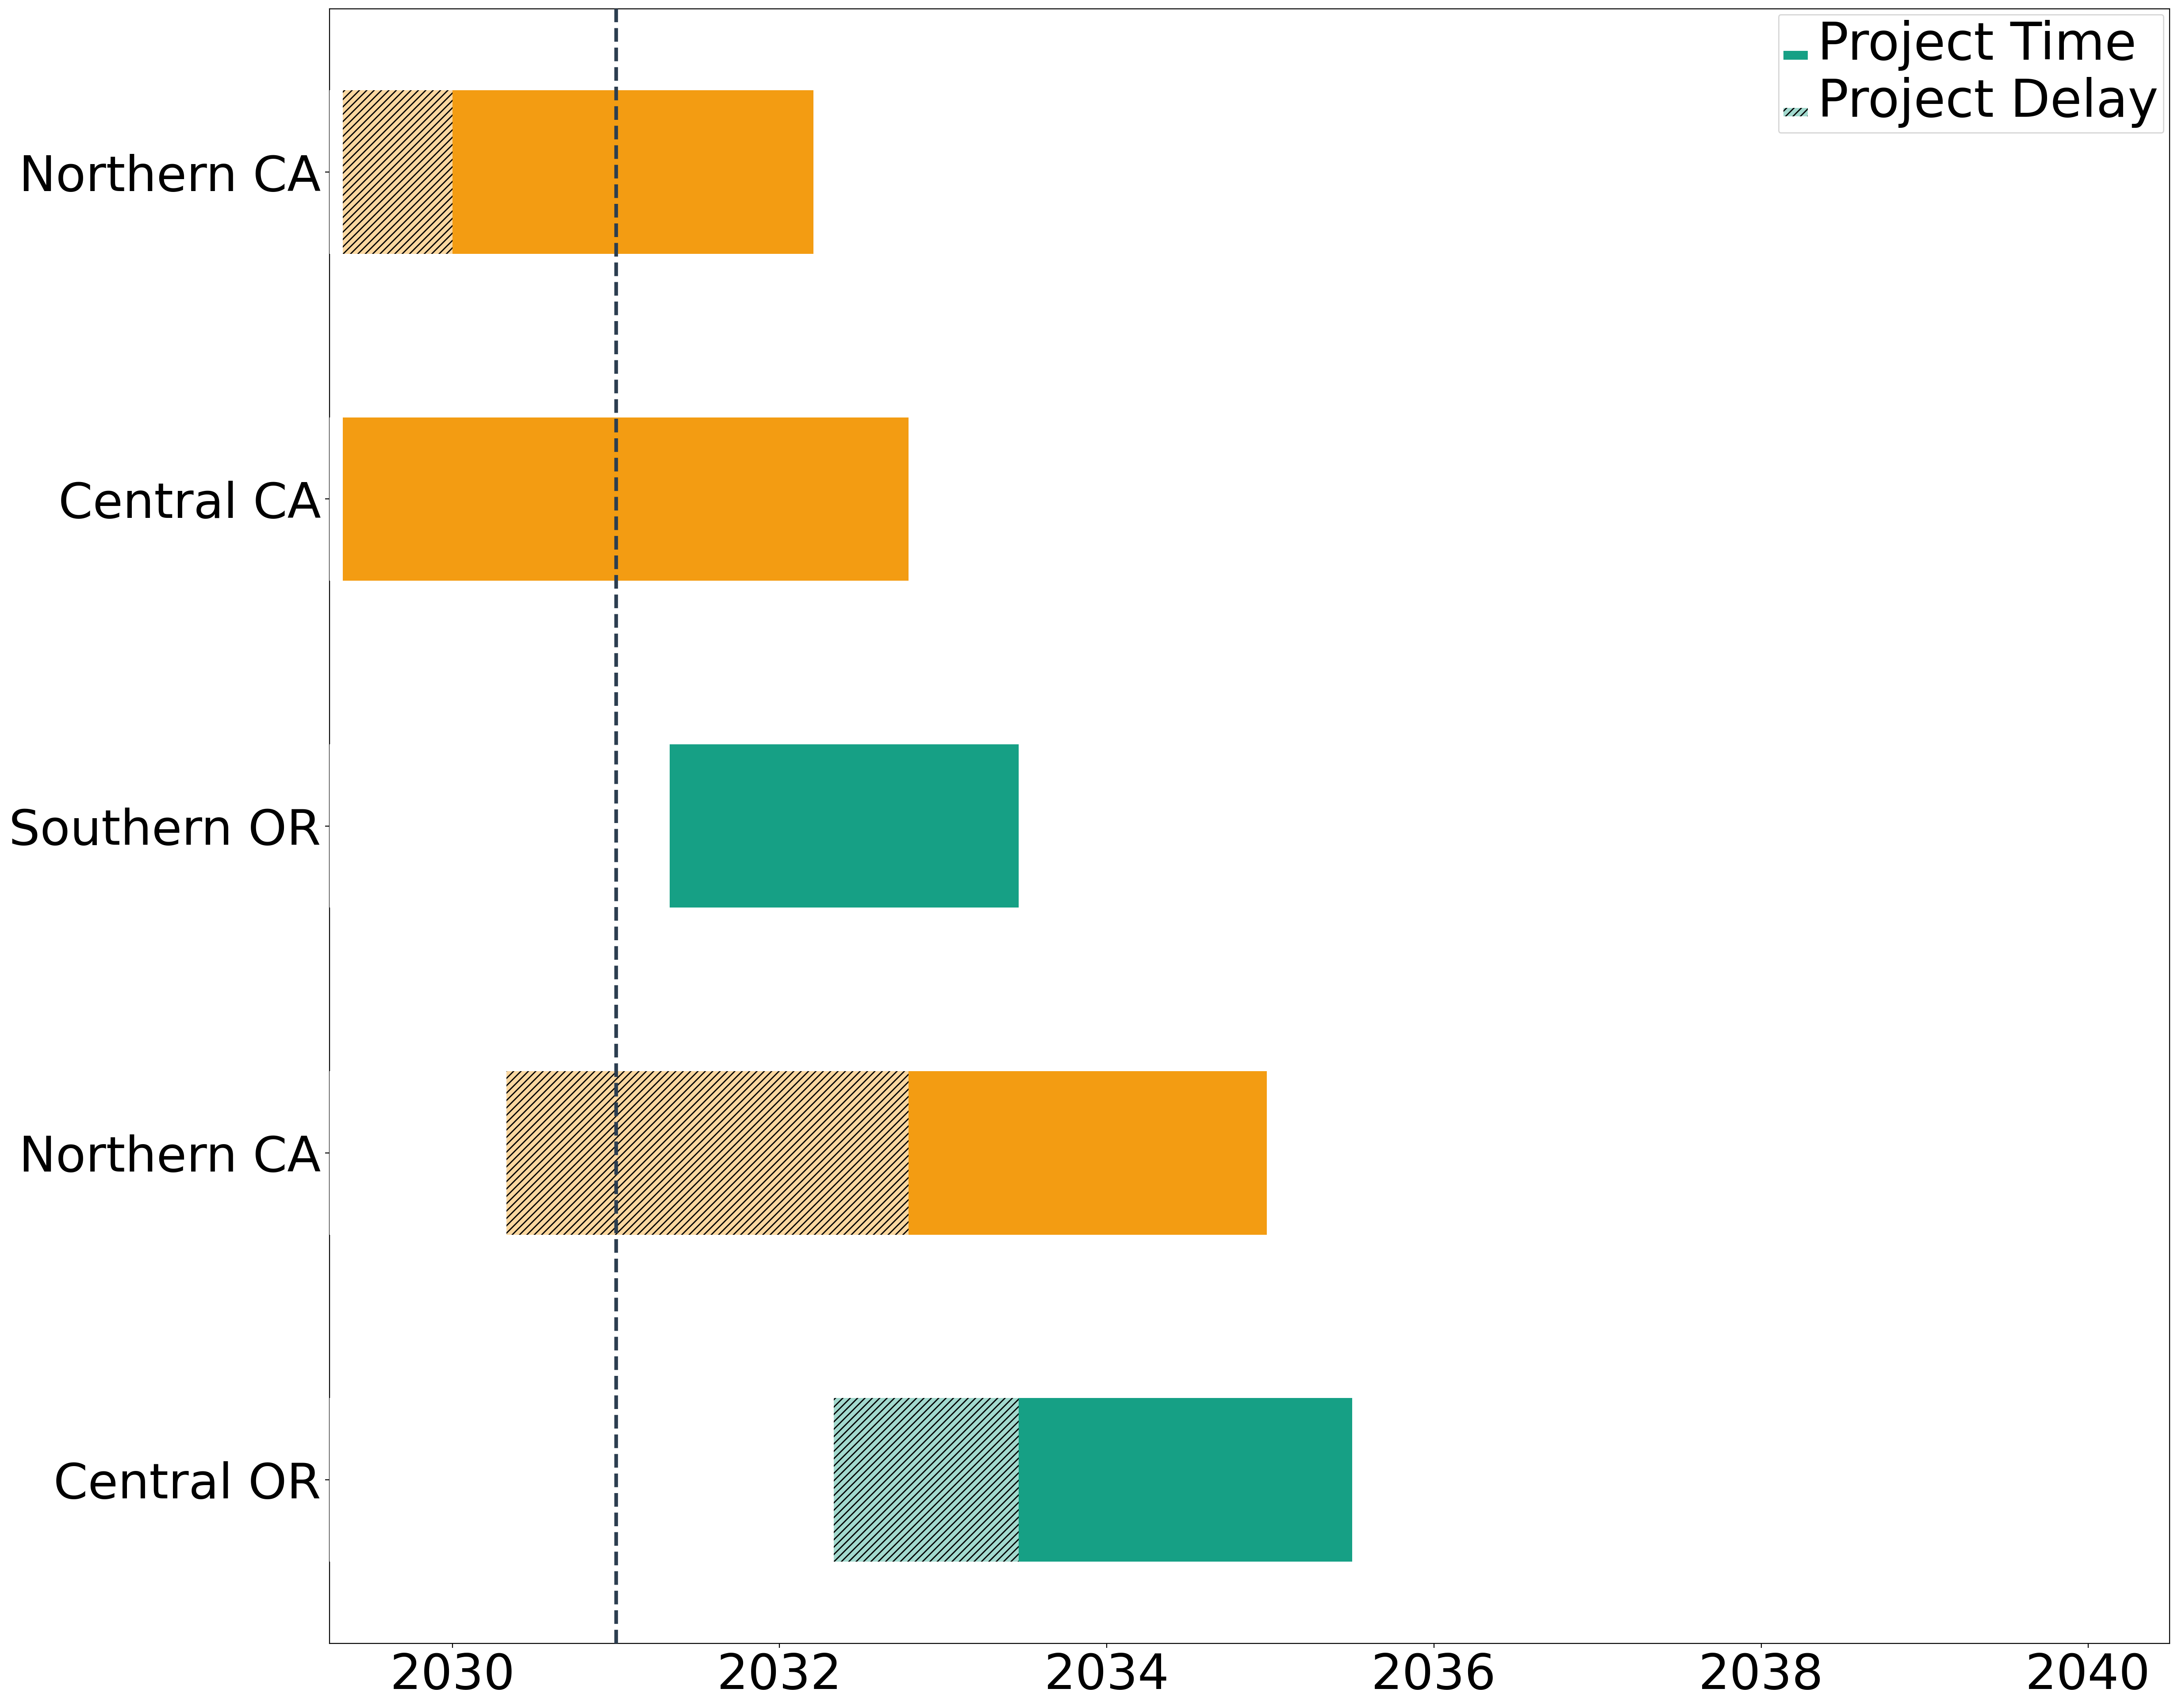 Project Time
Project Delay
Northern CA
Central CA
Southern OR
Northern CA
Central OR
2030 2032 2034 2036 2038 2040